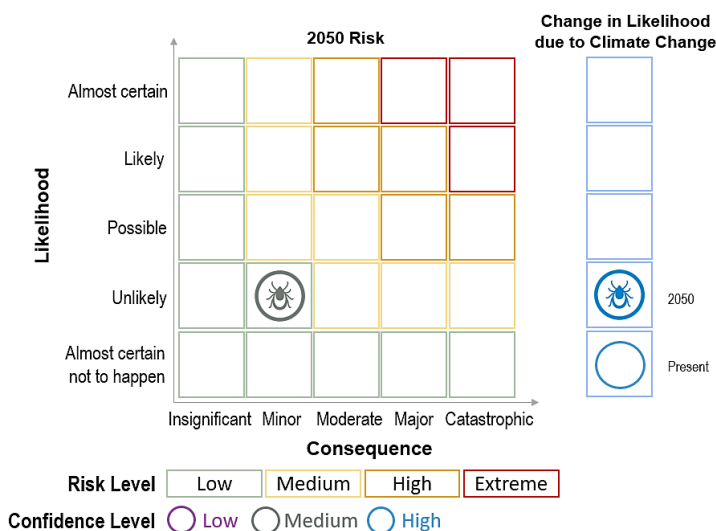 2050 Risk
Change in Likelihood
due to Climate Change
Likelihood
Almost certain
Likely
Possible
Unlikely
Almost certain
not to happen
2050
Present
Insignificant Minor Moderate Major Catastrophic
Consequence
Risk Level Low Medium High Extreme
Confidence Level Low Medium High